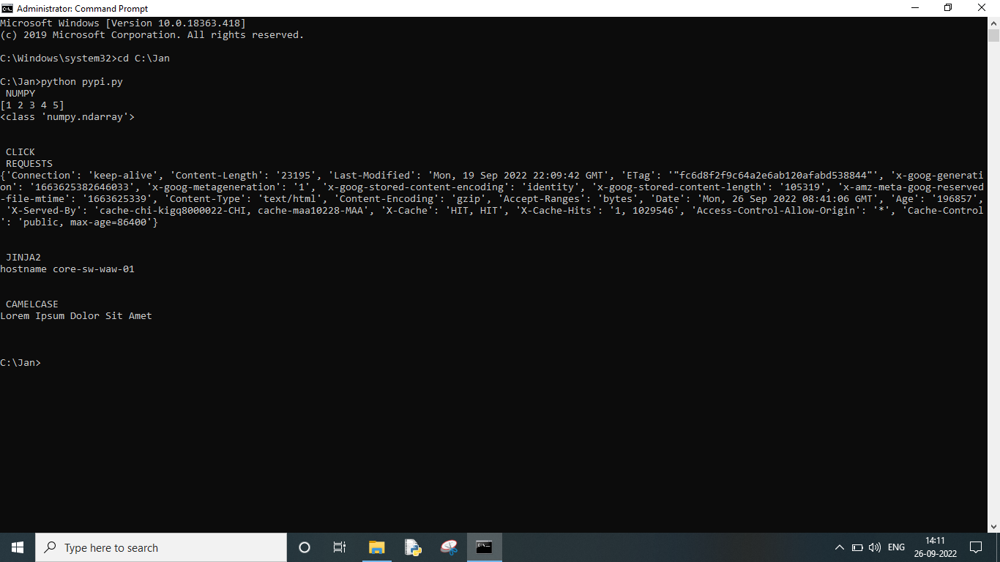 Administrator: Command Prompt
Microsoft Windows [Version 10.0.18363.418]
(c) 2019 Microsoft Corporation. All rights reserved.
C:\Windows\system32>cd C:\Jan
C:\Jan>python pypi.py
NUMPY
[1 2 3 4 5]
<class 'numpy.ndarray'>
CLICK
REQUESTS
{'Connection': 'keep-alive', 'Content-Length': '23195', 'Last-Modified': 'Mon, 19 Sep 2022 22:09:42 GMT', 'ETag': '"fc6d8f2f9c64a2e6ab120afabd538844"', 'x-goog-generati
on': '1663625382646033', 'x-goog-metageneration': '1', 'x-goog-stored-content-encoding': 'identity', 'x-goog-stored-content-length': '105319', 'x-amz-meta-goog-reserved
-file-mtime': '1663625339', 'Content-Type': 'text/html', 'Content-Encoding': 'gzip', 'Accept-Ranges': 'bytes', 'Date': 'Mon, 26 Sep 2022 08:41:06 GMT', 'Age': '196857',
'X-Served-By': 'cache-chi-kigq8000022-CHI, cache-maa10228-MAA', 'X-Cache': 'HIT, HIT', 'X-Cache-Hits': '1, 1029546', 'Access-Control-Allow-Origin': '*', 'Cache-Control
': 'public, max-age=86400'}
JINJA2
hostname core-sw-waw-01
CAMELCASE
Lorem Ipsum Dolor Sit Amet
C:\Jan>
Type here to search
ENG
14:11
26-09-2022